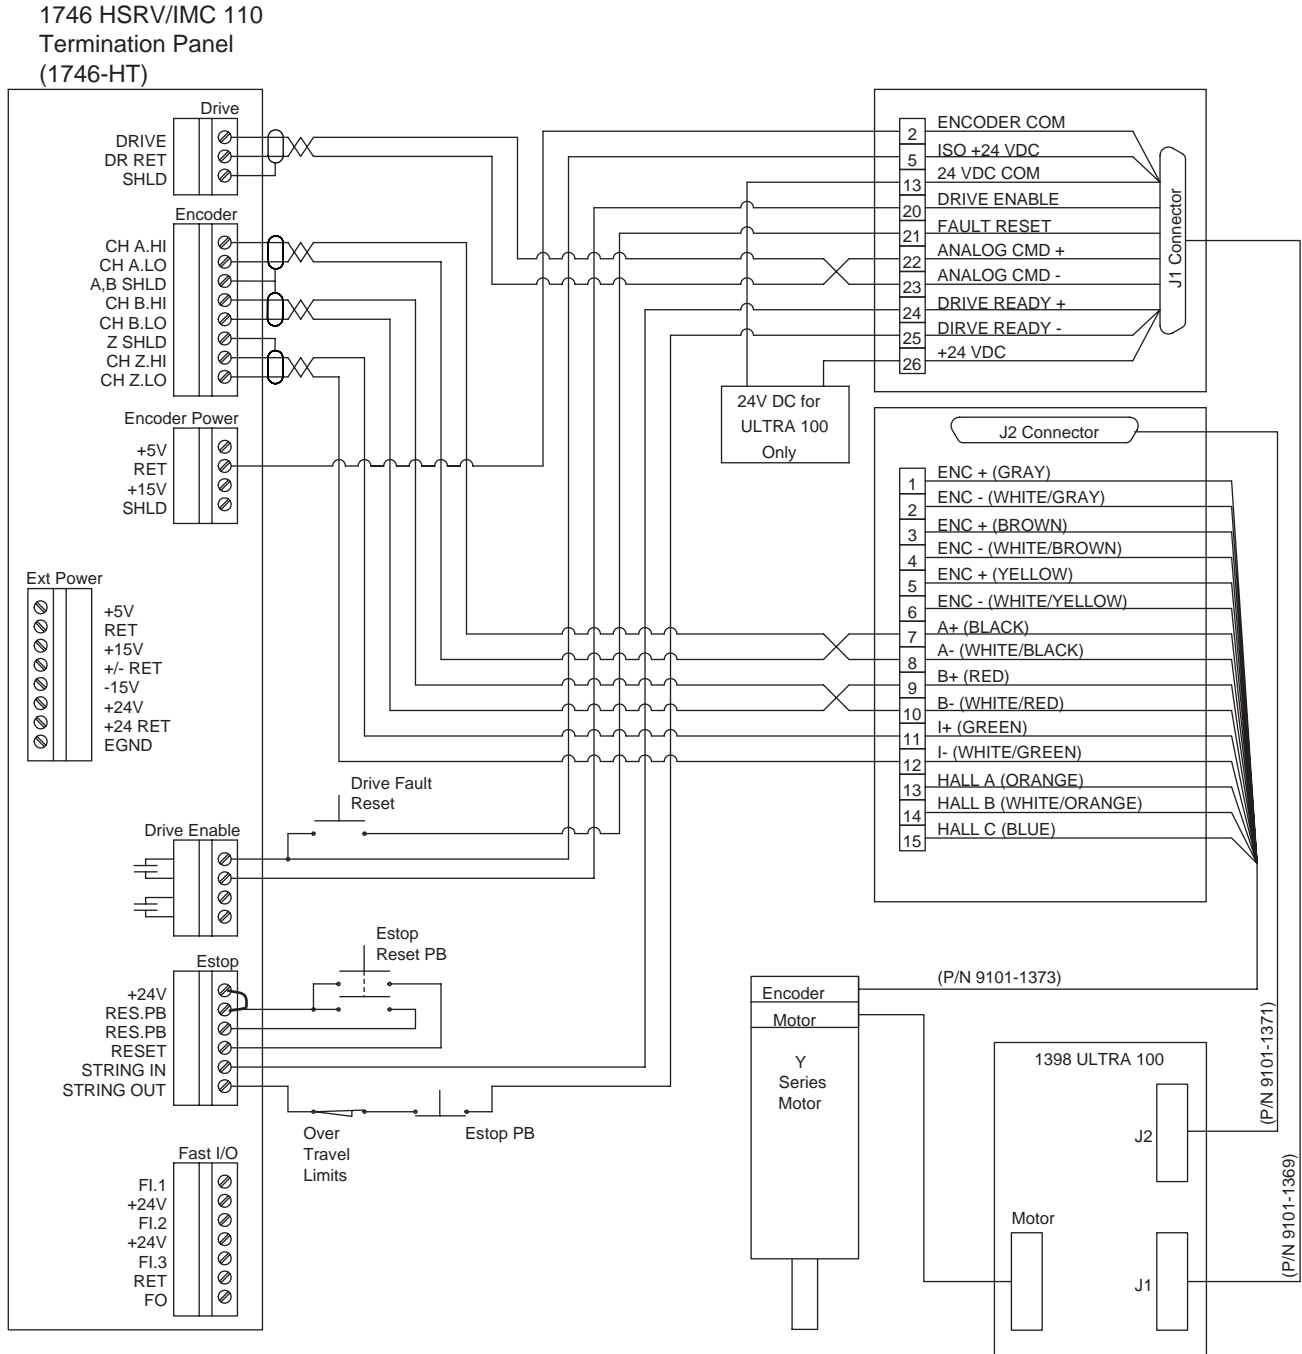 1746 HSRV/IMC 110
Termination Panel
(1746-HT)
Drive
DRIVE
DR RET
SHLD
Encoder
CH A.HI
CH A.LO
A,B SHLD
CH B.HI
CH B.LO
Z SHLD
CH Z.HI
CH Z.LO
Encoder Power
+5V
RET
+15V
SHLD
Ext Power
+5V
RET
+15V
+/- RET
-15V
+24V
+24 RET
EGND
Drive Fault
Reset
Drive Enable
Estop
Reset PB
Estop
+24V
RES.PB
RES.PB
RESET
STRING IN
STRING OUT
Over
Travel
Limits
Estop PB
Fast I/O
FI.1
+24V
FI.2
+24V
FI.3
RET
FO
2 ENCODER COM
5 ISO +24 VDC
13 24 VDC COM
20 DRIVE ENABLE
21 FAULT RESET
22 ANALOG CMD +
23 ANALOG CMD -
24 DRIVE READY +
25 DIRVE READY -
26 +24 VDC
J1 Connector
24V DC for
ULTRA 100
Only
J2 Connector
1 ENC + (GRAY)
2 ENC - (WHITE/GRAY)
3 ENC + (BROWN)
4 ENC - (WHITE/BROWN)
5 ENC + (YELLOW)
6 ENC - (WHITE/YELLOW)
7 A+ (BLACK)
8 A- (WHITE/BLACK)
9 B+ (RED)
10 B- (WHITE/RED)
11 I+ (GREEN)
12 I- (WHITE/GREEN)
13 HALL A (ORANGE)
14 HALL B (WHITE/ORANGE)
15 HALL C (BLUE)
(P/N 9101-1373)
Encoder
Motor
Y
Series
Motor
1398 ULTRA 100
J2
Motor
J1
(P/N 9101-1371)
(P/N 9101-1369)